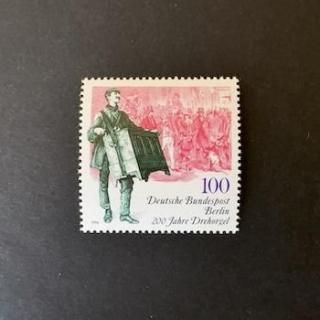 100
Deutsche Bundespost
Berlin
200 Jahre Drehorgel